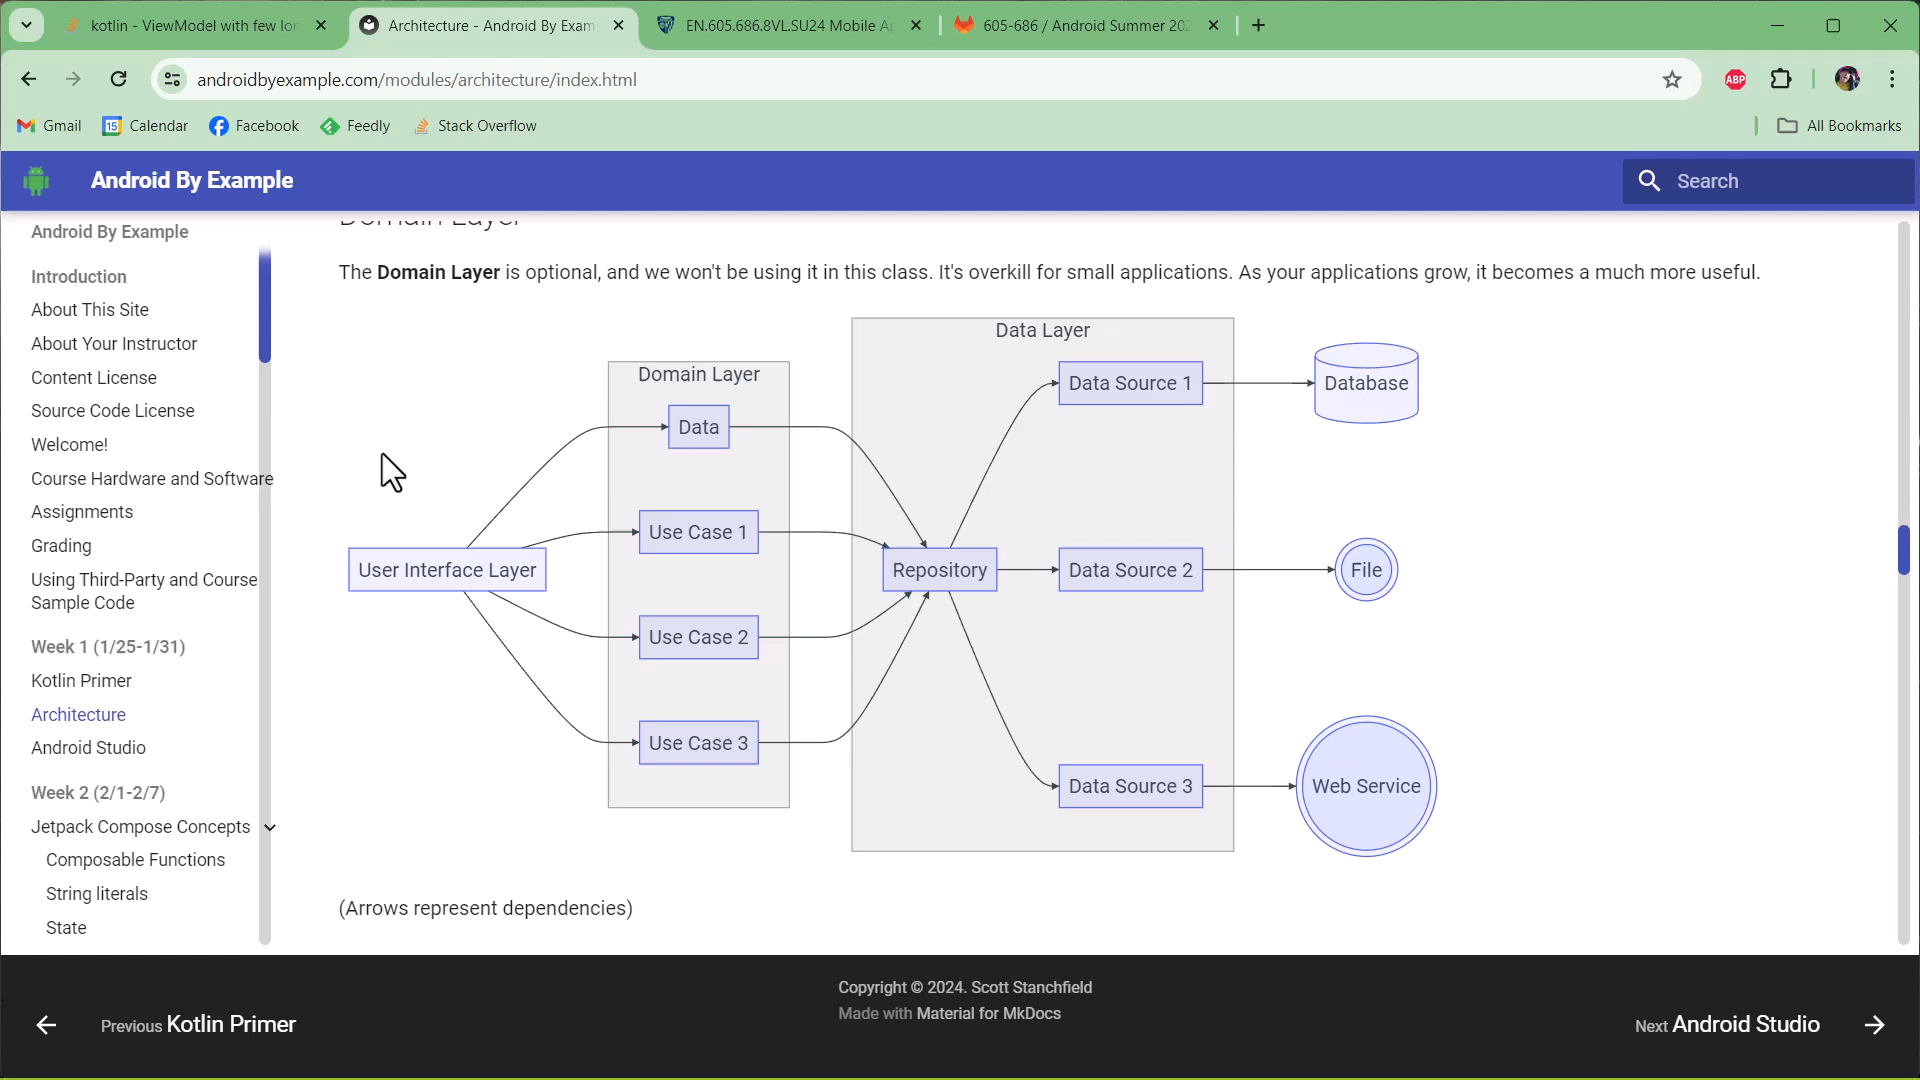 kotlin - ViewModel with few lon
Architecture - Android By Exam
EN.605.686.8VL.SU24 Mobile Ap
605-686 / Android Summer 202
androidbyexample.com/modules/architecture/index.html
ABP
Gmail
15
Calendar
Facebook
Feedly
Stack Overflow
All Bookmarks
Android By Example
Search
Android By Example
Introduction
About This Site
About Your Instructor
Content License
Source Code License
Welcome!
Course Hardware and Software
Assignments
Grading
Using Third-Party and Course
Sample Code
Week 1 (1/25-1/31)
Kotlin Primer
Architecture
Android Studio
Week 2 (2/1-2/7)
Jetpack Compose Concepts
Composable Functions
String literals
State
Domain Layer
The Domain Layer is optional, and we won't be using it in this class. It's overkill for small applications. As your applications grow, it becomes a much more useful.
User Interface Layer
Domain Layer
Data
Use Case 1
Use Case 2
Use Case 3
Data Layer
Repository
Data Source 1
Data Source 2
Data Source 3
Database
File
Web Service
(Arrows represent dependencies)
Previous Kotlin Primer
Copyright © 2024. Scott Stanchfield
Made with Material for MkDocs
Next Android Studio